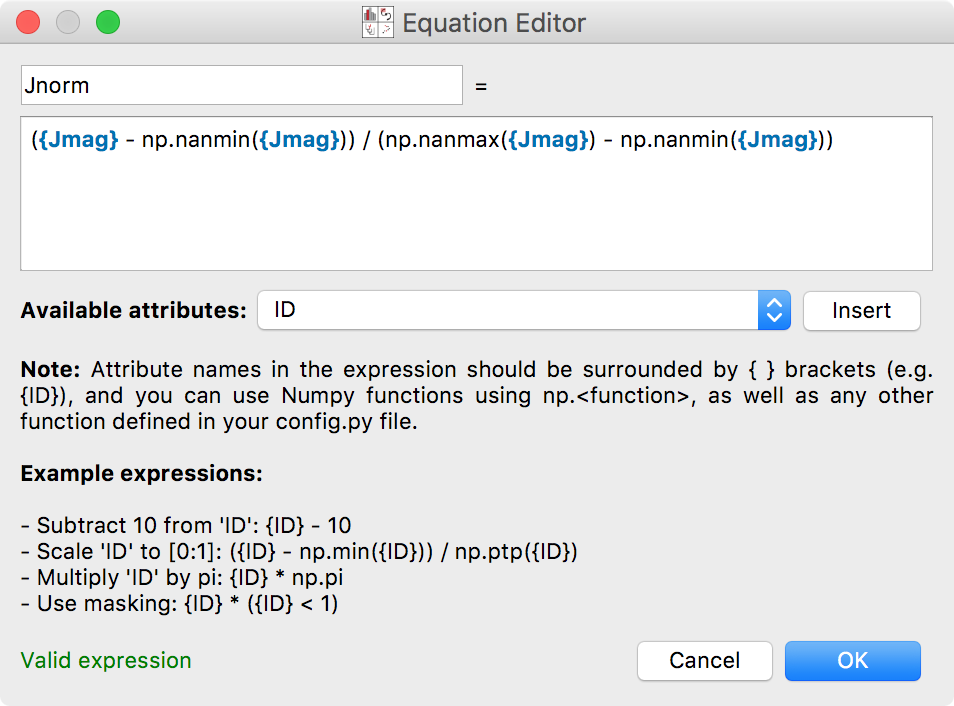 Equation Editor
Jnorm =
({Jmag} - np.nanmin({Jmag})) / (np.nanmax({Jmag}) - np.nanmin({Jmag}))
Available attributes: ID Insert
Note: Attribute names in the expression should be surrounded by { } brackets (e.g.
{ID}), and you can use Numpy functions using np.<function>, as well as any other
function defined in your config.py file.
Example expressions:
- Subtract 10 from 'ID': {ID} - 10
- Scale 'ID' to [0:1]: ({ID} - np.min({ID})) / np.ptp({ID})
- Multiply 'ID' by pi: {ID} * np.pi
- Use masking: {ID} * ({ID} < 1)
Valid expression Cancel OK